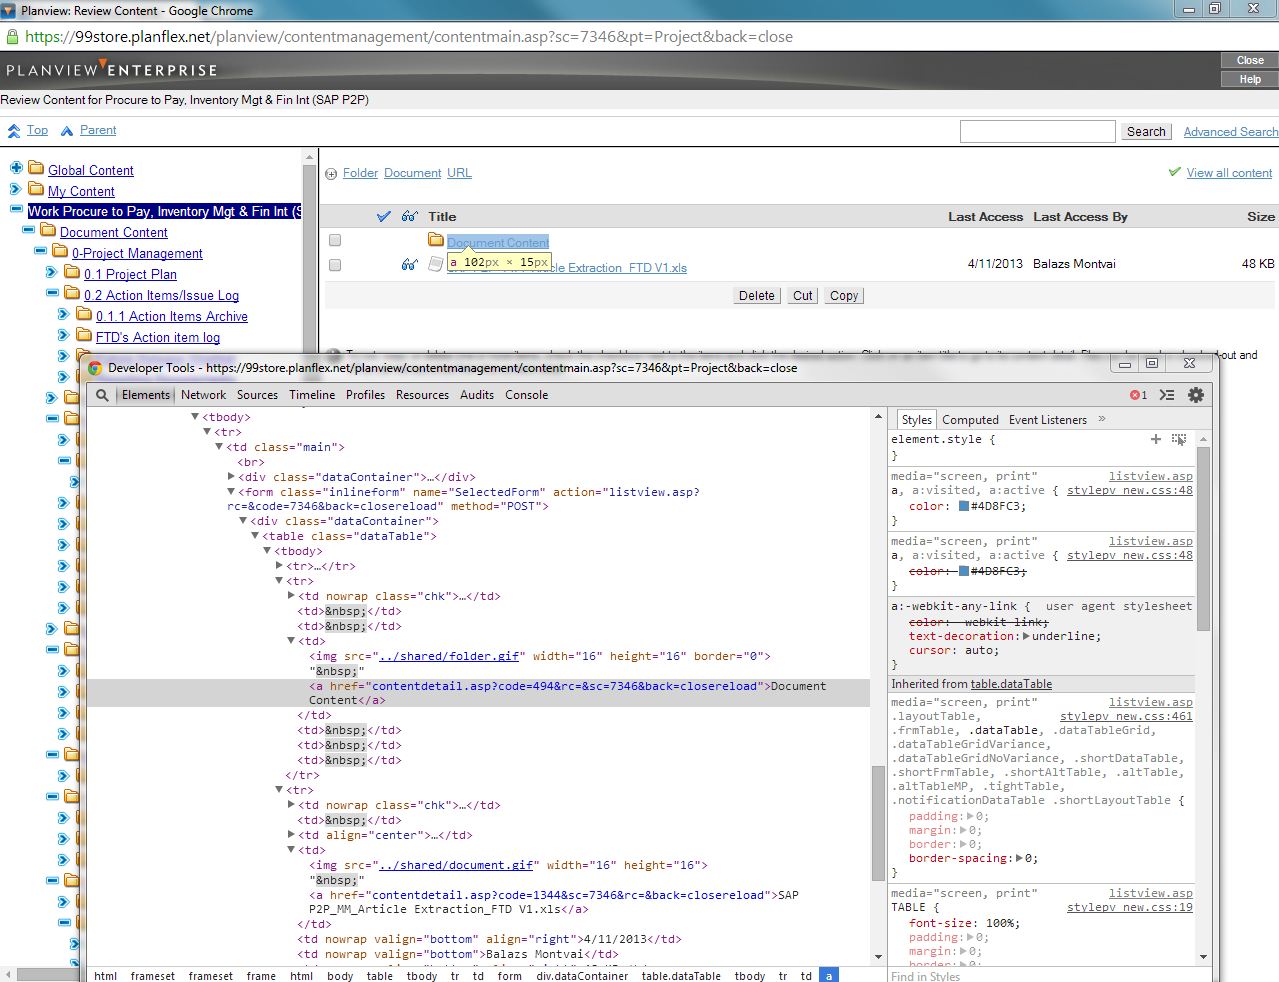 Planview: Review Content - Google Chrome
https://99store.planflex.net/planview/contentmanagement/contentmain.asp?sc=7346&pt=Project&back=close
PLANVIEW ENTERPRISE
Close
Help
Review Content for Procure to Pay, Inventory Mgt & Fin Int (SAP P2P)
Top Parent
Search Advanced Search
Global Content
My Content
Work Procure to Pay, Inventory Mgt & Fin Int (S
Document Content
0-Project Management
0.1 Project Plan
0.2 Action Items/Issue Log
0.1.1 Action Items Archive
FTD's Action item log
Folder Document URL
View all content
Title Last Access Last Access By Size
Document Content
a 102px × 15px
Article Extraction_FTD V1.xls 4/11/2013 Balazs Montvai 48 KB
Delete Cut Copy
Developer Tools - https://99store.planflex.net/planview/contentmanagement/contentmain.asp?sc=7346&pt=Project&back=close
Elements Network Sources Timeline Profiles Resources Audits Console 1
<tbody>
<tr>
<td class="main">
<br>
<div class="dataContainer">…</div>
<form class="inlineform" name="SelectedForm" action="listview.asp?
rc=&code=7346&back=closereload" method="POST">
<div class="dataContainer">
<table class="dataTable">
<tbody>
<tr>…</tr>
<tr>
<td nowrap class="chk">…</td>
<td>&nbsp;</td>
<td>&nbsp;</td>
<td>
<img src="../shared/folder.gif" width="16" height="16" border="0">
"&nbsp;"
<a href="contentdetail.asp?code=494&rc=&sc=7346&back=closereload">Document
Content</a>
</td>
<td>&nbsp;</td>
<td>&nbsp;</td>
<td>&nbsp;</td>
</tr>
<tr>
<td nowrap class="chk">…</td>
<td>&nbsp;</td>
<td align="center">…</td>
<td>
<img src="../shared/document.gif" width="16" height="16">
"&nbsp;"
<a href="contentdetail.asp?code=1344&sc=7346&rc=&back=closereload">SAP
P2P_MM_Article Extraction_FTD V1.xls</a>
</td>
<td nowrap valign="bottom" align="right">4/11/2013</td>
<td nowrap valign="bottom">Balazs Montvai</td>
html frameset frameset frame html body table tbody tr td form div.dataContainer table.dataTable tbody tr td a
Styles Computed Event Listeners »
element.style {
}
media="screen, print" listview.asp
a, a:visited, a:active { stylepv_new.css:48
color: #4D8FC3;
}
media="screen, print" listview.asp
a, a:visited, a:active { stylepv_new.css:48
color: #4D8FC3;
}
a:-webkit-any-link { user agent stylesheet
color: -webkit-link;
text-decoration: underline;
cursor: auto;
}
Inherited from table.dataTable
media="screen, print" listview.asp
.layoutTable, stylepv_new.css:461
.frmTable, .dataTable, .dataTableGrid,
.dataTableGridVariance,
.dataTableGridNoVariance, .shortDataTable,
.shortFrmTable, .shortAltTable, .altTable,
.altTableMP, .tightTable,
.notificationDataTable .shortLayoutTable {
padding: 0;
margin: 0;
border: 0;
border-spacing: 0;
}
media="screen, print" listview.asp
TABLE { stylepv_new.css:19
font-size: 100%;
padding: 0;
margin: 0;
border: 0;
Find in Styles